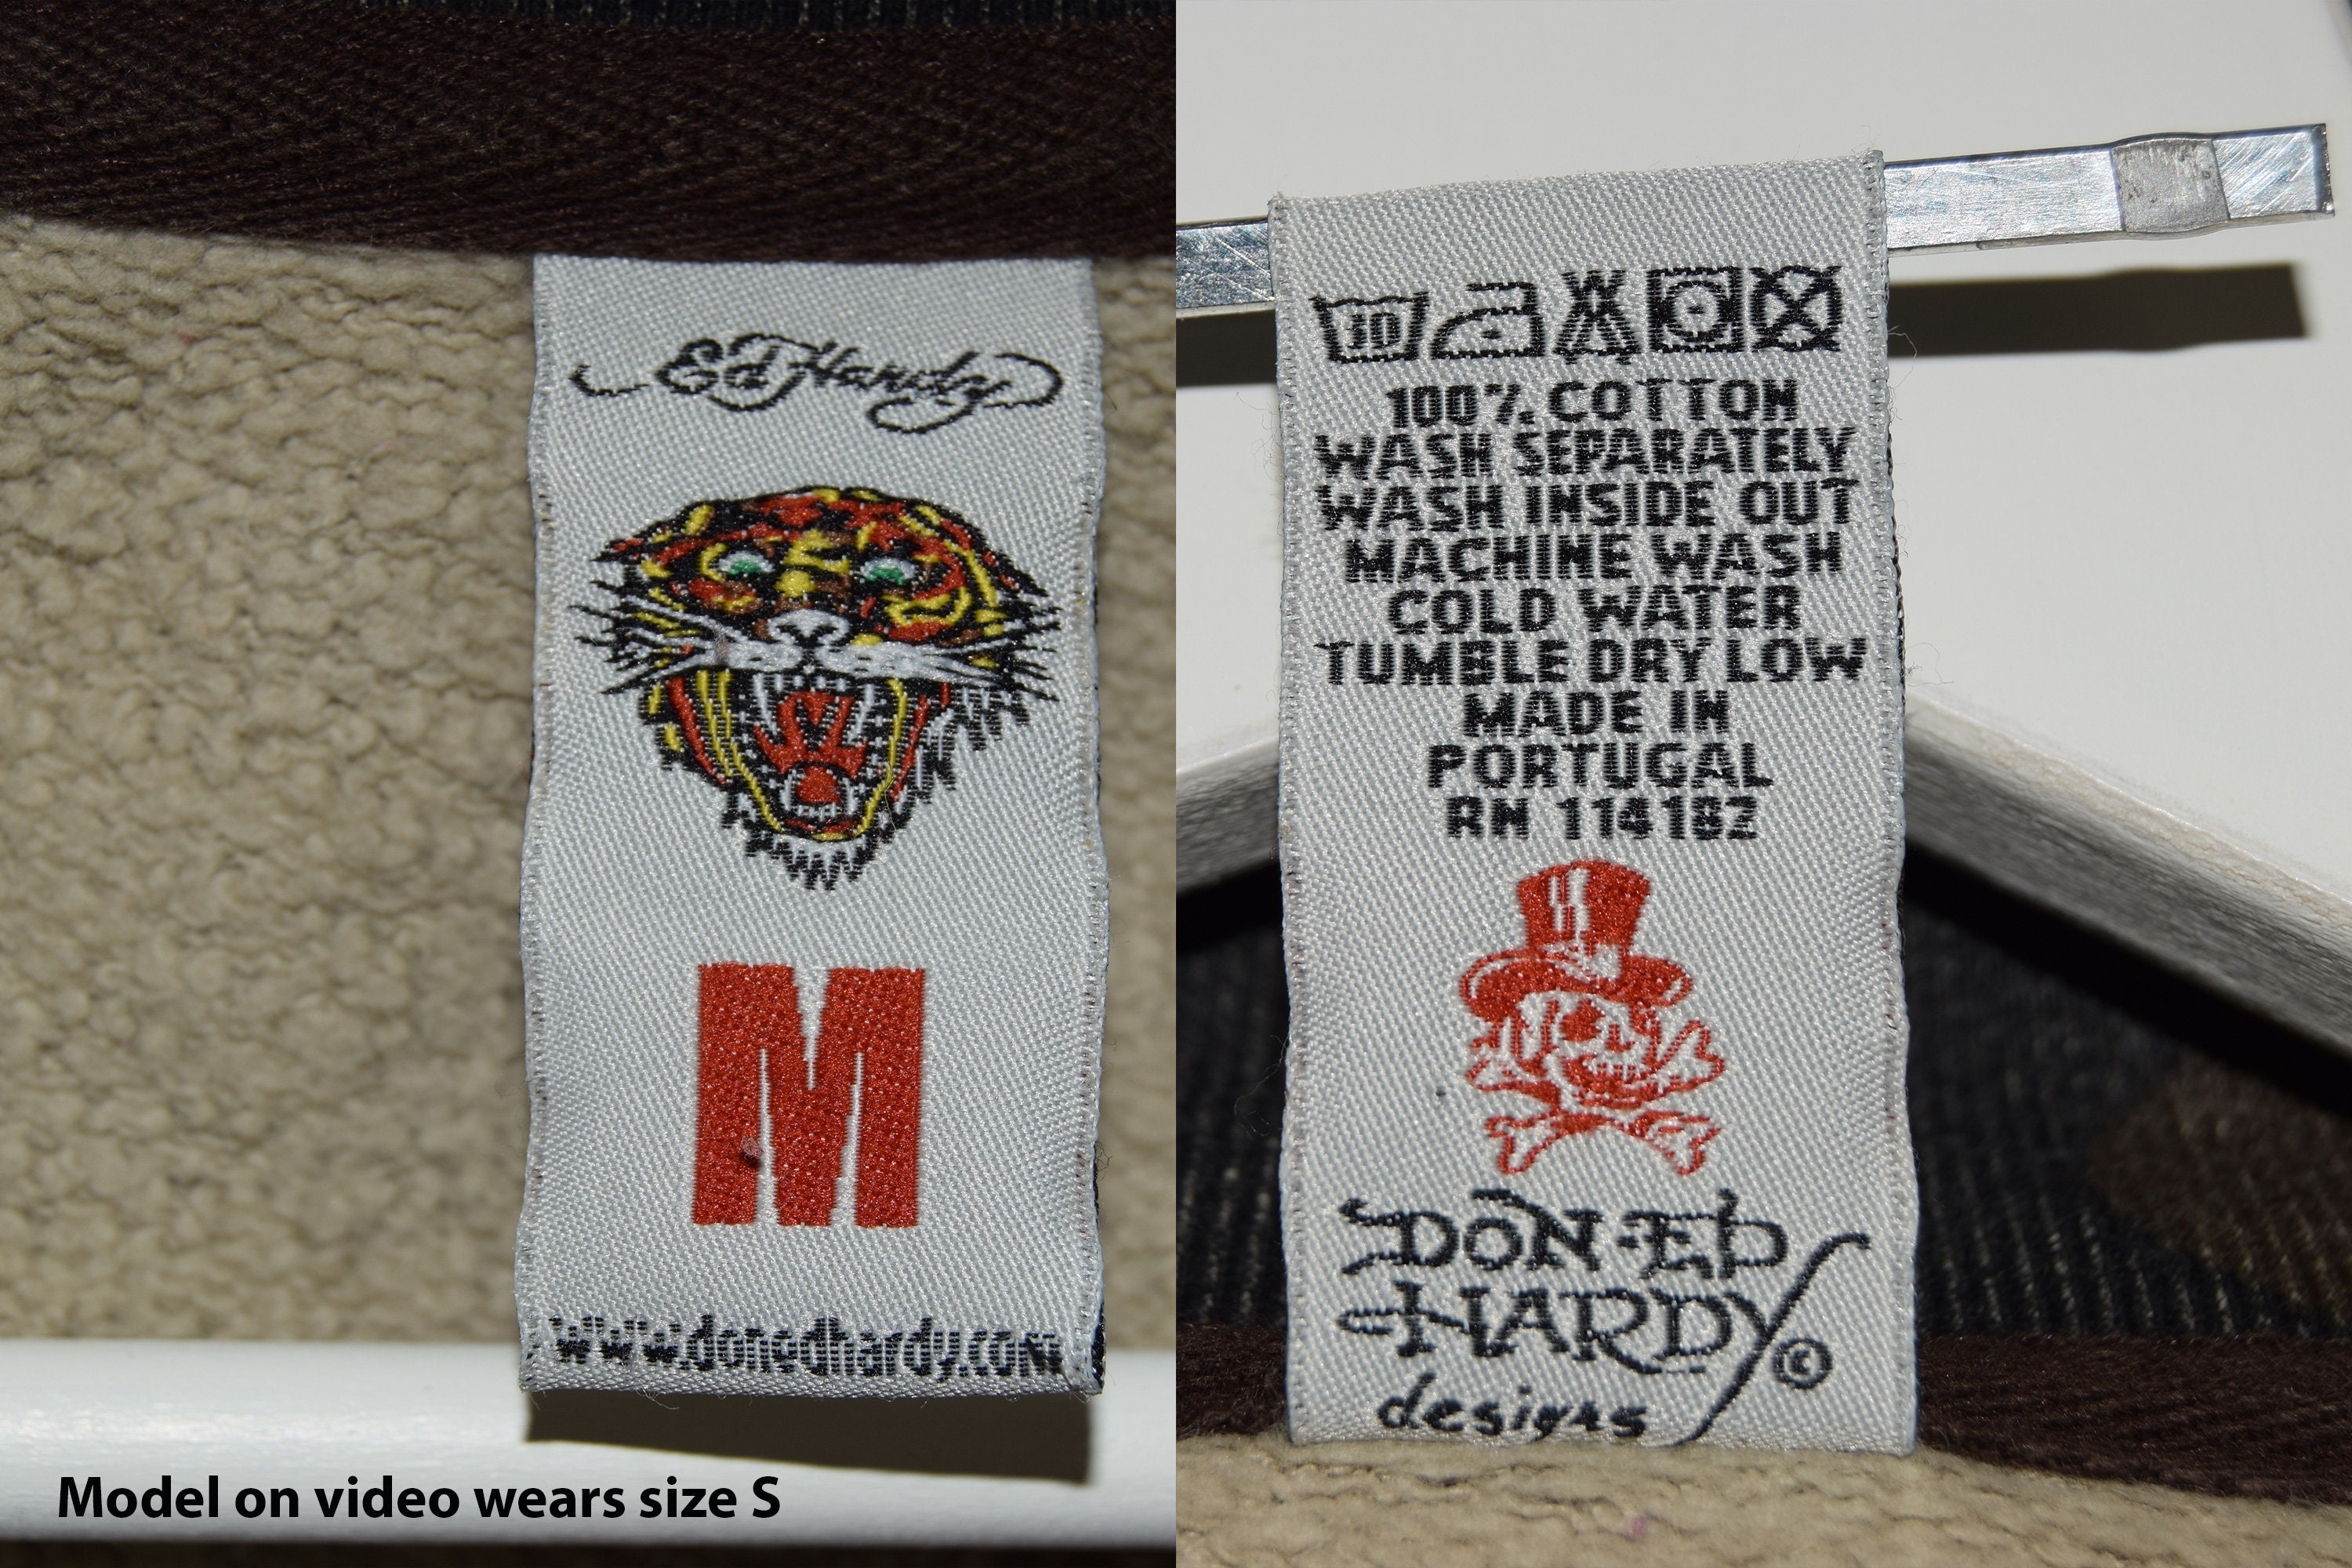 Ed Hardy
M
www.donedhardy.com
Model on video wears size S
30
100% COTTON
WASH SEPARATELY
WASH INSIDE OUT
MACHINE WASH
COLD WATER
TUMBLE DRY LOW
MADE IN
PORTUGAL
RN 114182
DON ED
HARDY ©
designs